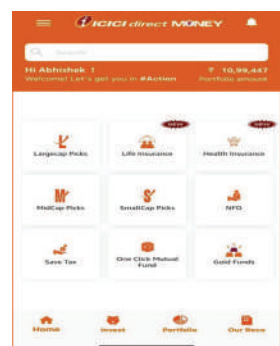 ICICI direct MONEY
Search
Hi Abhishek !
₹ 10,99,447
Welcome! Let's get you in #Action
Portfolio amount
NEW
NEW
Largecap Picks
Life Insurance
Health Insurance
MidCap Picks
SmallCap Picks
NFO
Save Tax
One Click Mutual
Fund
Gold Funds
Home
Invest
Portfolio
Our Recs